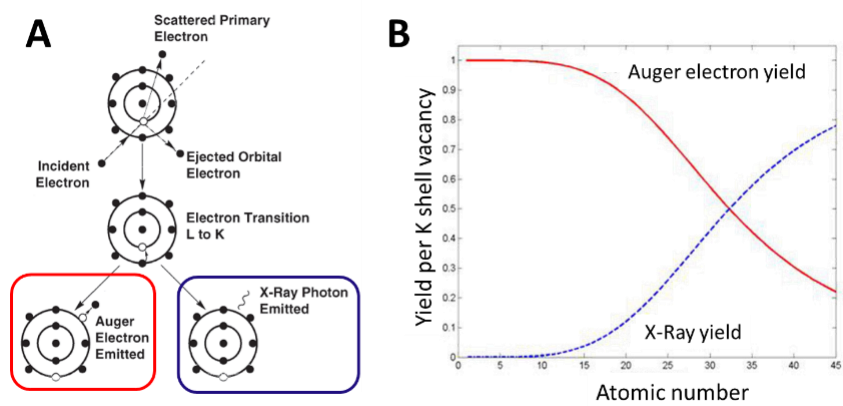 A
Scattered Primary
Electron
Incident
Electron
Ejected Orbital
Electron
Electron Transition
L to K
Auger
Electron
Emitted
X-Ray Photon
Emitted
B
Yield per K shell vacancy
1
0.9
0.8
0.7
0.6
0.5
0.4
0.3
0.2
0.1
0
Auger electron yield
X-Ray yield
0 5 10 15 20 25 30 35 40 45
Atomic number